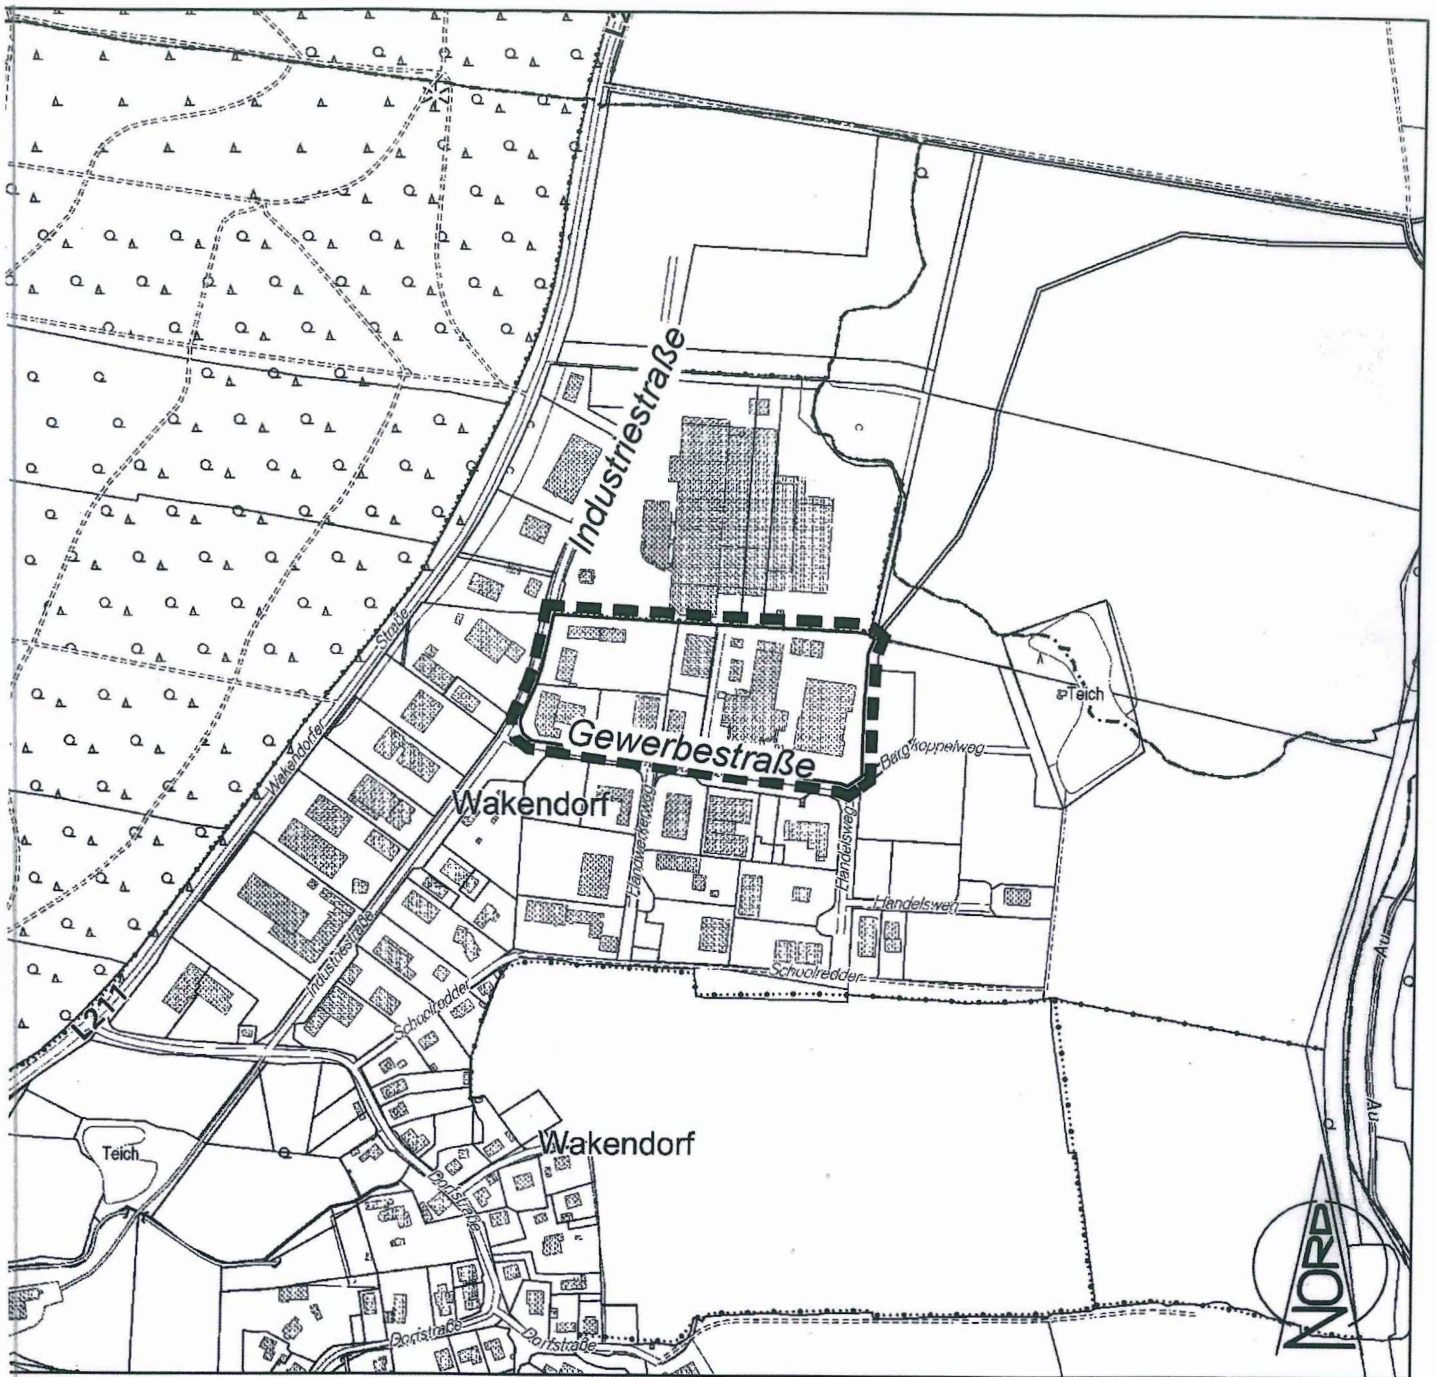 Industriestraße
Straße
Wakendorfer
Teich
Gewerbestraße
Bergkoppelweg
Wakendorf
Handwerkerweg
Handelsweg
Handelsweg
Industriestraße
Schoolredder
Schoolredder
Au
L211
Au
Wakendorf
Teich
Dorfstraße
NORD
Dorfstraße
Dorfstraße